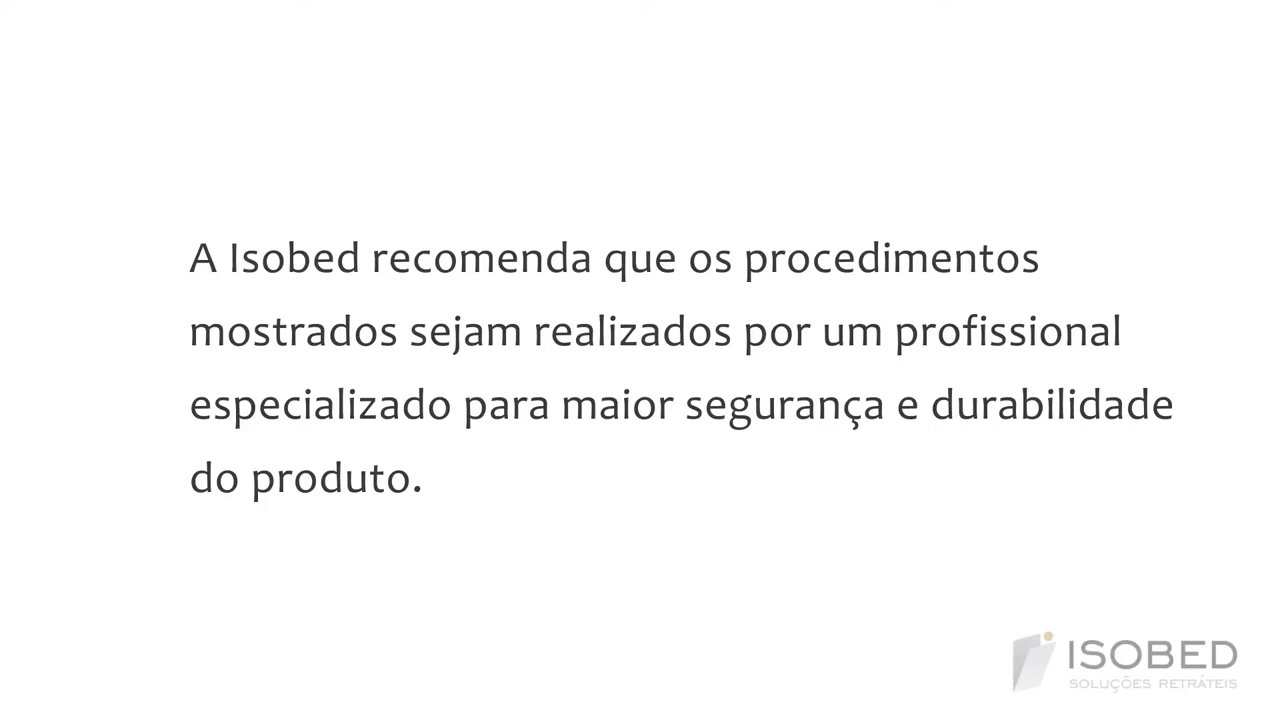 A Isobed recomenda que os procedimentos
mostrados sejam realizados por um profissional
especializado para maior segurança e durabilidade
do produto.
ISOBED
SOLUÇÕES RETRÁTEIS